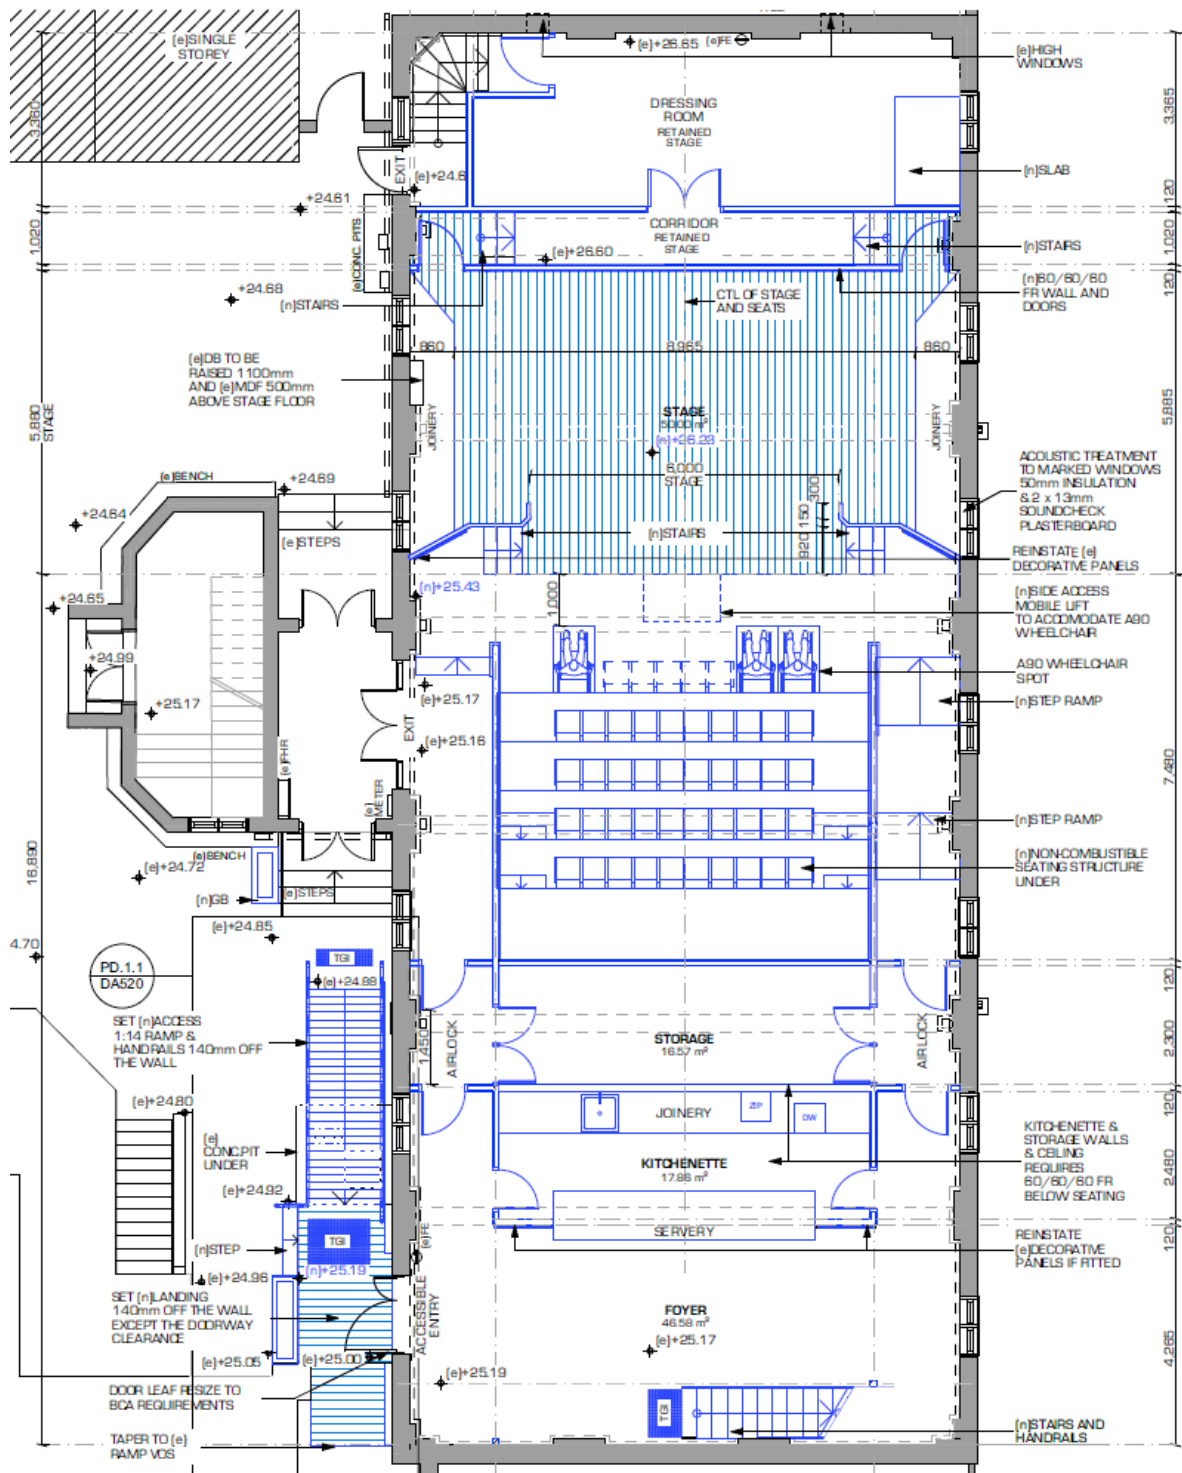 (e)SINGLE
STOREY
(e)+26.65
(e)FE
(e)HIGH
WINDOWS
DRESSING
ROOM
RETAINED
STAGE
3,360
3,365
EXIT
(e)+24.6
(n)SLAB
+24.61
120
CORRIDOR
RETAINED
STAGE
1,020
1,020
(e)CONC. PITS
(e)+26.60
(n)STAIRS
+24.68
(n)STAIRS
CTL OF STAGE
AND SEATS
120
(n)60/60/60
FR WALL AND
DOORS
860
8,965
860
(e)DB TO BE
RAISED 1100mm
AND (e)MDF 500mm
ABOVE STAGE FLOOR
5,880
STAGE
JOINERY
STAGE
50.00 m²
(n)+26.23
JOINERY
5,885
6,000
STAGE
(e)BENCH
+24.69
+24.64
(e)STEPS
300
150
920
(n)STAIRS
ACOUSTIC TREATMENT
TO MARKED WINDOWS
50mm INSULATION
& 2 x 13mm
SOUNDCHECK
PLASTERBOARD
REINSTATE (e)
DECORATIVE PANELS
(n)+25.43
+24.65
1,000
(n)SIDE ACCESS
MOBILE LIFT
TO ACCOMODATE A90
WHEELCHAIR
+24.99
A90 WHEELCHAIR
SPOT
(e)+25.17
+25.17
(n)STEP RAMP
EXIT
(e)+25.16
(e)FHR
7,480
(e)
METER
(n)STEP RAMP
(e)BENCH
(e)+24.72
16,890
(n)NON-COMBUSTIBLE
SEATING STRUCTURE
UNDER
(e)STEPS
(n)GB
(e)+24.85
4.70
TGI
PD.1.1
DA520
(e)+24.88
120
SET (n)ACCESS
1:14 RAMP &
HANDRAILS 140mm OFF
THE WALL
1,450
AIRLOCK
STORAGE
16.57 m²
AIRLOCK
2,300
(e)+24.80
120
JOINERY
ZIP
DW
(e)
CONC.PIT
UNDER
KITCHENETTE
17.86 m²
KITCHENETTE &
STORAGE WALLS
& CEILING
REQUIRES
60/60/60 FR
BELOW SEATING
2,480
(e)+24.92
SERVERY
120
(n)STEP
TGI
(e)FE
REINSTATE
(e)DECORATIVE
PANELS IF FITTED
(e)+24.96
(n)+25.19
SET (n)LANDING
140mm OFF THE WALL
EXCEPT THE DOORWAY
CLEARANCE
ACCESSIBLE
ENTRY
FOYER
46.58 m²
(e)+25.17
4,265
(e)+25.05
(e)+25.00
(e)+25.19
DOOR LEAF RESIZE TO
BCA REQUIREMENTS
TGI
(n)STAIRS AND
HANDRAILS
TAPER TO (e)
RAMP VOS